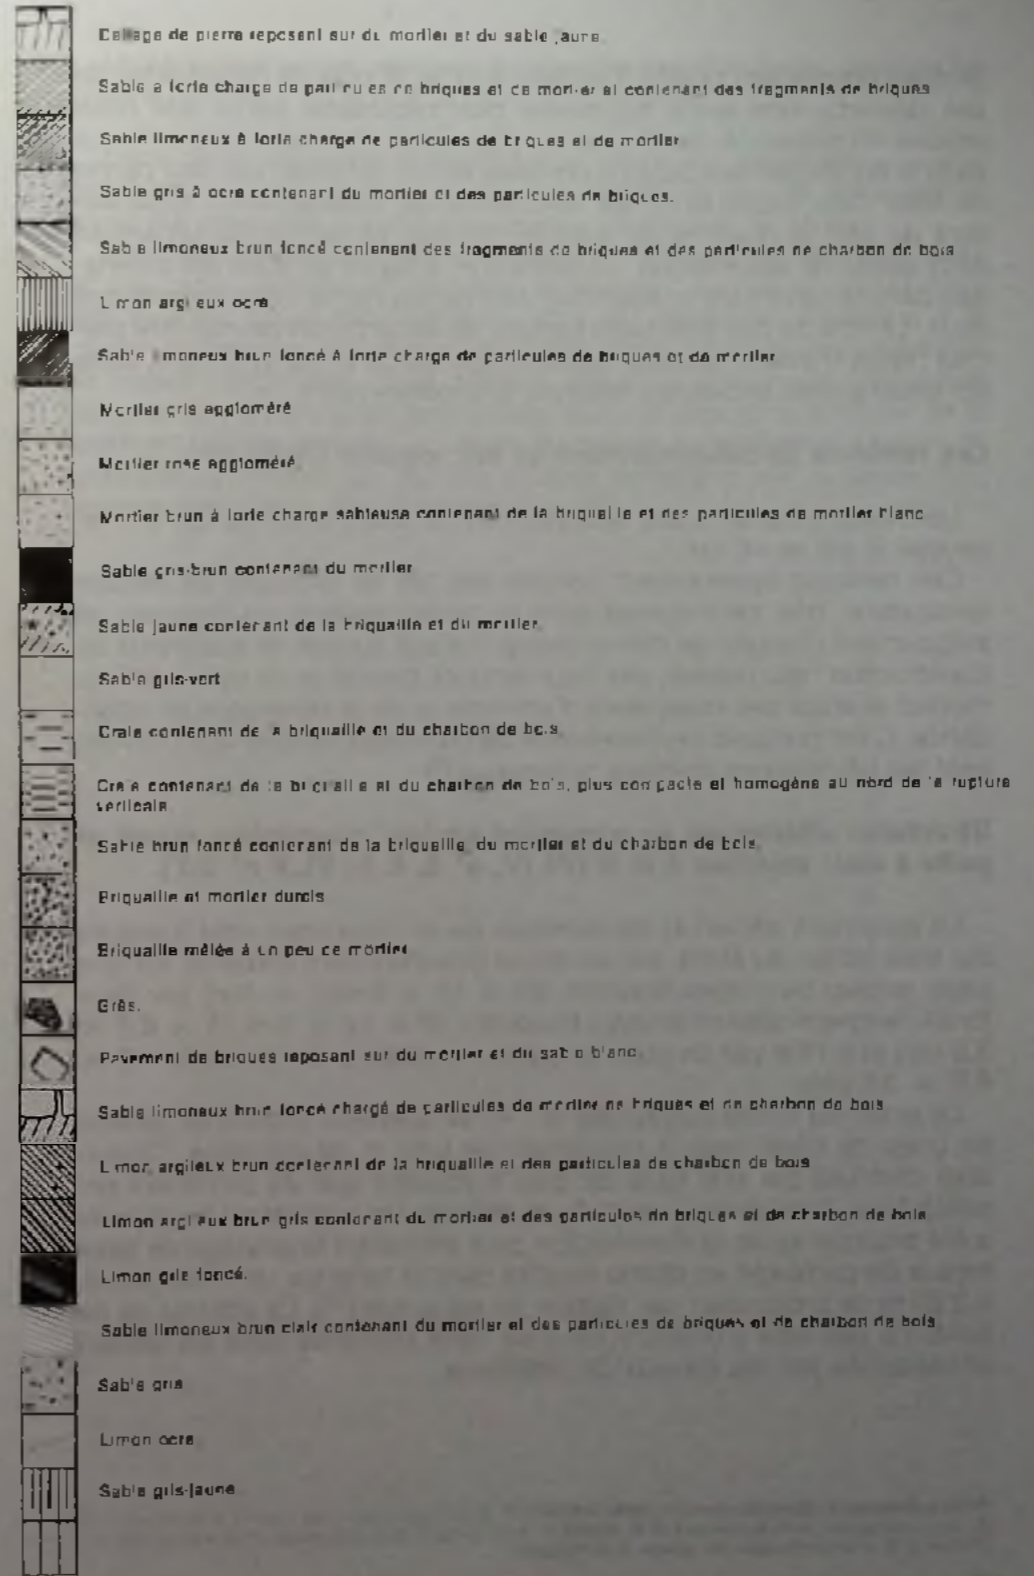 Dallage de pierre reposant sur du mortier et du sable jaune.
Sable à forte charge de particules de briques et de mortier et contenant des fragments de briques
Sable limoneux à forte charge de particules de briques et de mortier
Sable gris à ocre contenant du mortier et des particules de briques.
Sable limoneux brun foncé contenant des fragments de briques et des particules de charbon de bois
Limon argileux ocre
Sable limoneux brun foncé à forte charge de particules de briques et de mortier
Mortier gris aggloméré
Mortier rose aggloméré
Mortier brun à forte charge sableuse contenant de la briquaille et des particules de mortier blanc
Sable gris-brun contenant du mortier
Sable jaune contenant de la briquaille et du mortier.
Sable gris-vert
Craie contenant de la briquaille et du charbon de bois.
Craie contenant de la briquaille et du charbon de bois, plus compacte et homogène au nord de la rupture
verticale
Sable brun foncé contenant de la briquaille, du mortier et du charbon de bois.
Briquaille et mortier durcis
Briquaille mêlée à un peu de mortier
Grès.
Pavement de briques reposant sur du mortier et du sable blanc.
Sable limoneux brun foncé chargé de particules de mortier de briques et de charbon de bois
Limon argileux brun contenant de la briquaille et des particules de charbon de bois
Limon argileux brun gris contenant du mortier et des particules de briques et de charbon de bois
Limon gris foncé.
Sable limoneux brun clair contenant du mortier et des particules de briques et de charbon de bois
Sable gris
Limon ocre
Sable gris-jaune